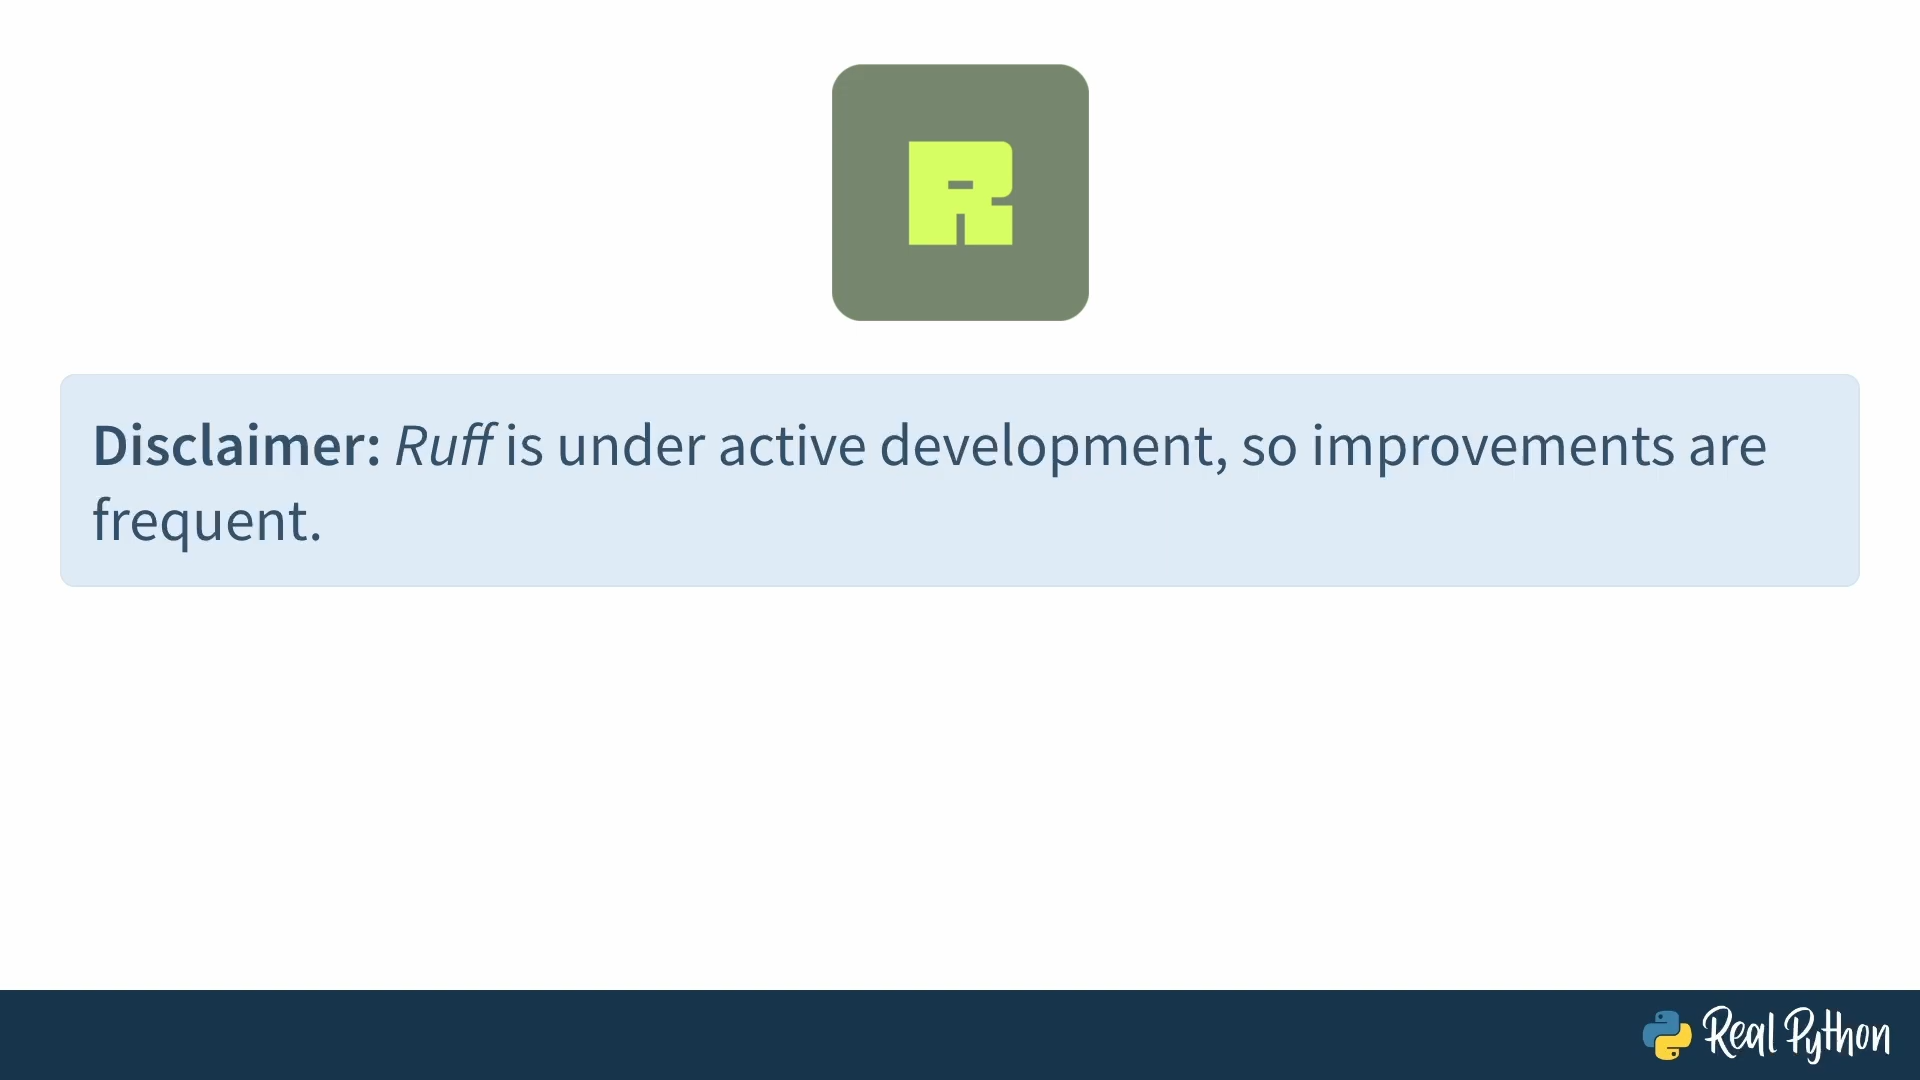 R
Disclaimer: Ruff is under active development, so improvements are
frequent.
Real Python